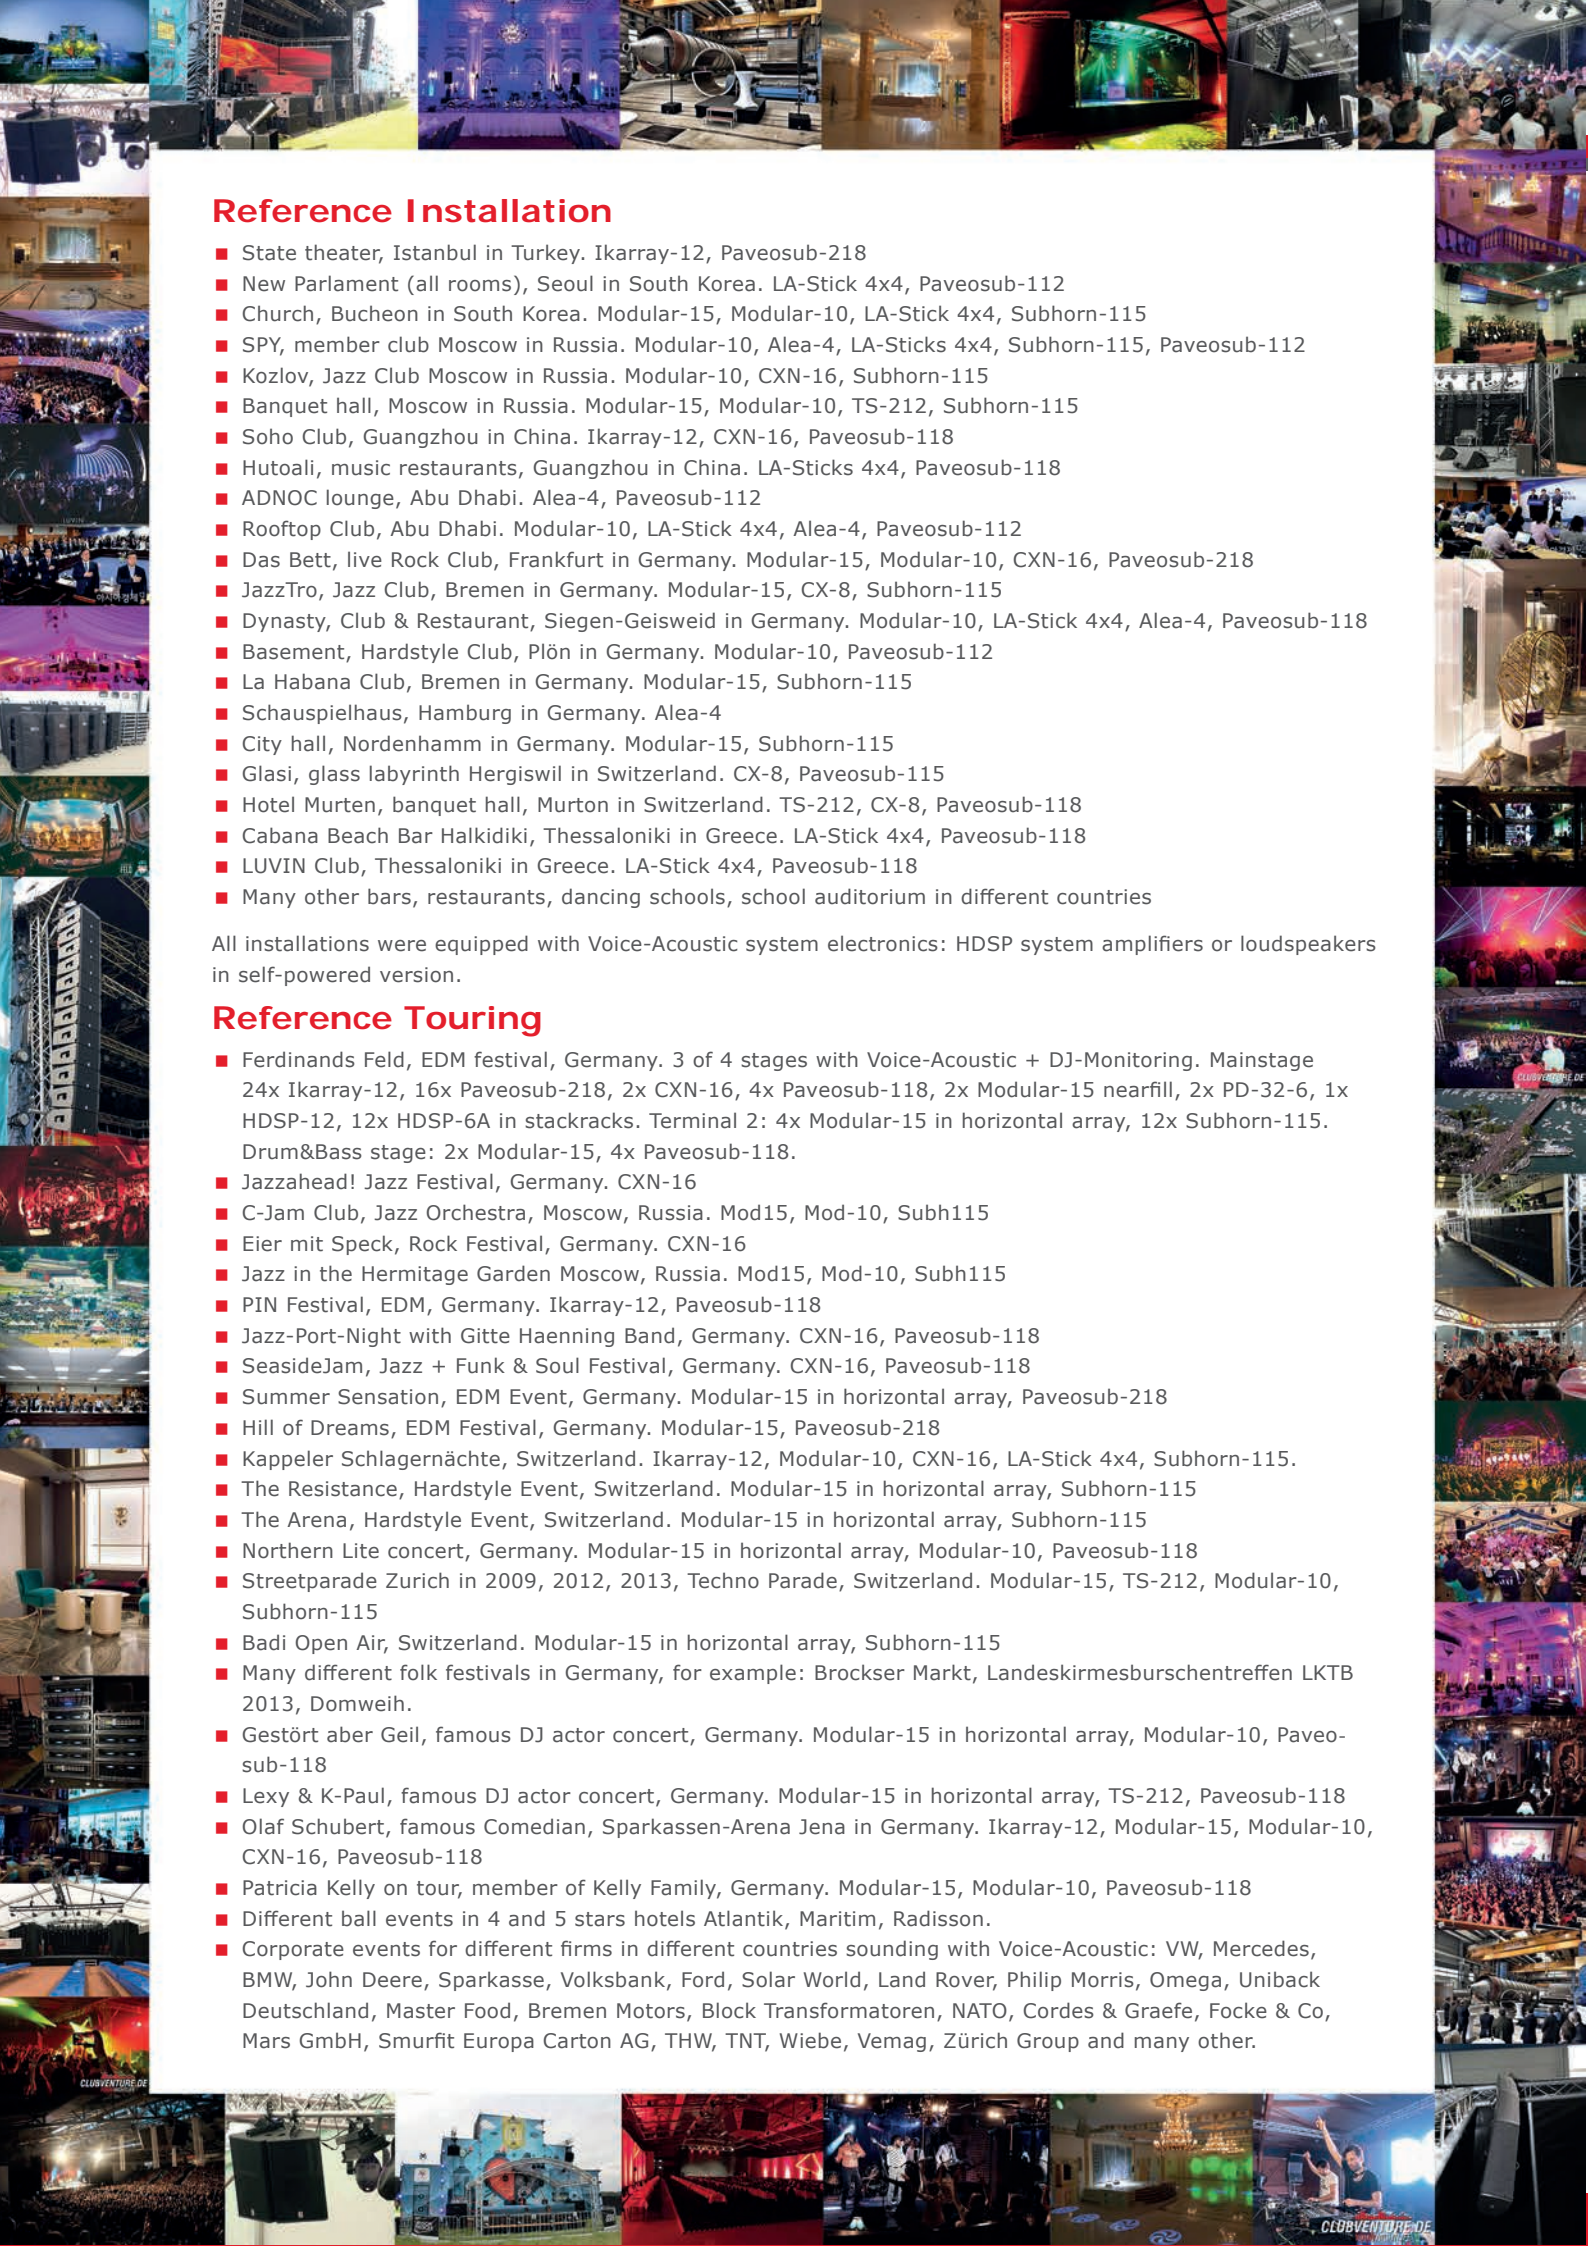 Reference Installation
State theater, Istanbul in Turkey. Ikarray-12, Paveosub-218
New Parlament (all rooms), Seoul in South Korea. LA-Stick 4x4, Paveosub-112
Church, Bucheon in South Korea. Modular-15, Modular-10, LA-Stick 4x4, Subhorn-115
SPY, member club Moscow in Russia. Modular-10, Alea-4, LA-Sticks 4x4, Subhorn-115, Paveosub-112
Kozlov, Jazz Club Moscow in Russia. Modular-10, CXN-16, Subhorn-115
Banquet hall, Moscow in Russia. Modular-15, Modular-10, TS-212, Subhorn-115
Soho Club, Guangzhou in China. Ikarray-12, CXN-16, Paveosub-118
Hutoali, music restaurants, Guangzhou in China. LA-Sticks 4x4, Paveosub-118
ADNOC lounge, Abu Dhabi. Alea-4, Paveosub-112
Rooftop Club, Abu Dhabi. Modular-10, LA-Stick 4x4, Alea-4, Paveosub-112
Das Bett, live Rock Club, Frankfurt in Germany. Modular-15, Modular-10, CXN-16, Paveosub-218
JazzTro, Jazz Club, Bremen in Germany. Modular-15, CX-8, Subhorn-115
Dynasty, Club & Restaurant, Siegen-Geisweid in Germany. Modular-10, LA-Stick 4x4, Alea-4, Paveosub-118
Basement, Hardstyle Club, Plön in Germany. Modular-10, Paveosub-112
La Habana Club, Bremen in Germany. Modular-15, Subhorn-115
Schauspielhaus, Hamburg in Germany. Alea-4
City hall, Nordenhamm in Germany. Modular-15, Subhorn-115
Glasi, glass labyrinth Hergiswil in Switzerland. CX-8, Paveosub-115
Hotel Murten, banquet hall, Murton in Switzerland. TS-212, CX-8, Paveosub-118
Cabana Beach Bar Halkidiki, Thessaloniki in Greece. LA-Stick 4x4, Paveosub-118
LUVIN Club, Thessaloniki in Greece. LA-Stick 4x4, Paveosub-118
Many other bars, restaurants, dancing schools, school auditorium in different countries
All installations were equipped with Voice-Acoustic system electronics: HDSP system amplifiers or loudspeakers
in self-powered version.
Reference Touring
Ferdinands Feld, EDM festival, Germany. 3 of 4 stages with Voice-Acoustic + DJ-Monitoring. Mainstage
24x Ikarray-12, 16x Paveosub-218, 2x CXN-16, 4x Paveosub-118, 2x Modular-15 nearfill, 2x PD-32-6, 1x
HDSP-12, 12x HDSP-6A in stackracks. Terminal 2: 4x Modular-15 in horizontal array, 12x Subhorn-115.
Drum&Bass stage: 2x Modular-15, 4x Paveosub-118.
Jazzahead! Jazz Festival, Germany. CXN-16
C-Jam Club, Jazz Orchestra, Moscow, Russia. Mod15, Mod-10, Subh115
Eier mit Speck, Rock Festival, Germany. CXN-16
Jazz in the Hermitage Garden Moscow, Russia. Mod15, Mod-10, Subh115
PIN Festival, EDM, Germany. Ikarray-12, Paveosub-118
Jazz-Port-Night with Gitte Haenning Band, Germany. CXN-16, Paveosub-118
SeasideJam, Jazz + Funk & Soul Festival, Germany. CXN-16, Paveosub-118
Summer Sensation, EDM Event, Germany. Modular-15 in horizontal array, Paveosub-218
Hill of Dreams, EDM Festival, Germany. Modular-15, Paveosub-218
Kappeler Schlagernächte, Switzerland. Ikarray-12, Modular-10, CXN-16, LA-Stick 4x4, Subhorn-115.
The Resistance, Hardstyle Event, Switzerland. Modular-15 in horizontal array, Subhorn-115
The Arena, Hardstyle Event, Switzerland. Modular-15 in horizontal array, Subhorn-115
Northern Lite concert, Germany. Modular-15 in horizontal array, Modular-10, Paveosub-118
Streetparade Zurich in 2009, 2012, 2013, Techno Parade, Switzerland. Modular-15, TS-212, Modular-10,
Subhorn-115
Badi Open Air, Switzerland. Modular-15 in horizontal array, Subhorn-115
Many different folk festivals in Germany, for example: Brockser Markt, Landeskirmesburschentreffen LKTB
2013, Domweih.
Gestört aber Geil, famous DJ actor concert, Germany. Modular-15 in horizontal array, Modular-10, Paveo-
sub-118
Lexy & K-Paul, famous DJ actor concert, Germany. Modular-15 in horizontal array, TS-212, Paveosub-118
Olaf Schubert, famous Comedian, Sparkassen-Arena Jena in Germany. Ikarray-12, Modular-15, Modular-10,
CXN-16, Paveosub-118
Patricia Kelly on tour, member of Kelly Family, Germany. Modular-15, Modular-10, Paveosub-118
Different ball events in 4 and 5 stars hotels Atlantik, Maritim, Radisson.
Corporate events for different firms in different countries sounding with Voice-Acoustic: VW, Mercedes,
BMW, John Deere, Sparkasse, Volksbank, Ford, Solar World, Land Rover, Philip Morris, Omega, Uniback
Deutschland, Master Food, Bremen Motors, Block Transformatoren, NATO, Cordes & Graefe, Focke & Co,
Mars GmbH, Smurfit Europa Carton AG, THW, TNT, Wiebe, Vemag, Zürich Group and many other.
LUVIN
아시아경제
CLUBVENTURE.DE
CLUBVENTURE.DE
CLUBVENTURE.DE